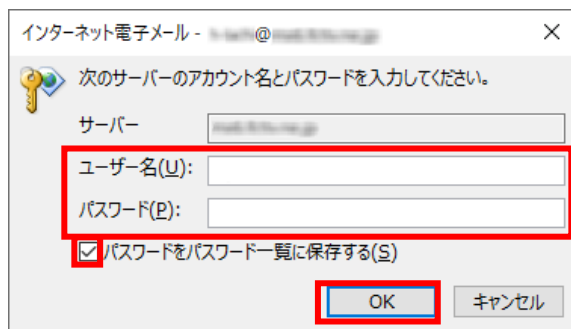 インターネット電子メール - @
次のサーバーのアカウント名とパスワードを入力してください。
サーバー
ユーザー名(U):
パスワード(P):
パスワードをパスワード一覧に保存する(S)
OK キャンセル